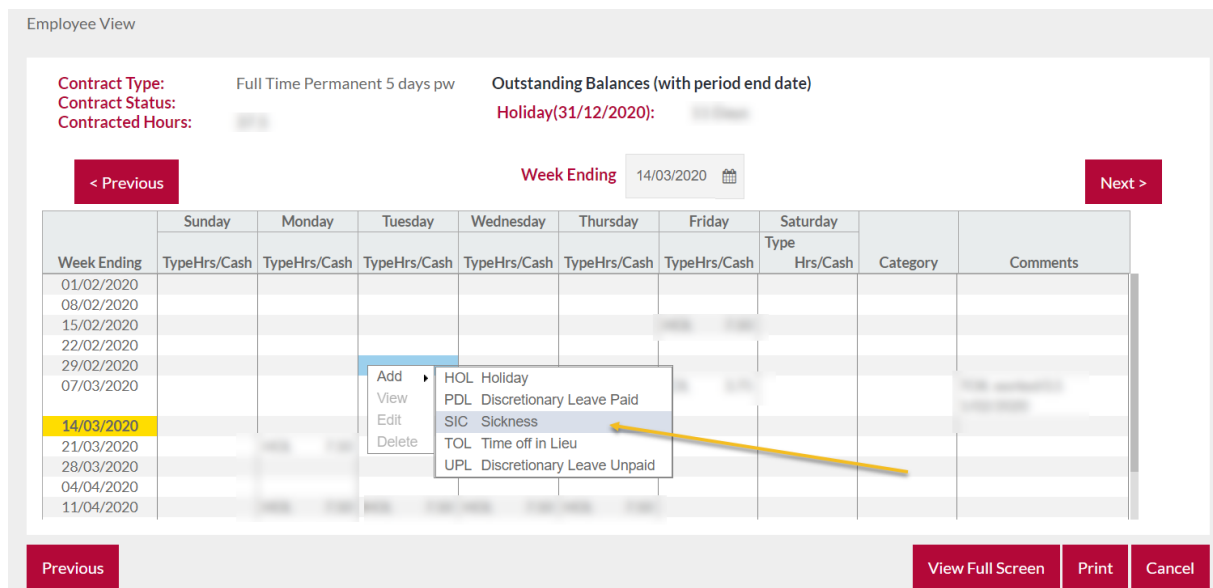 Employee View
Contract Type: Full Time Permanent 5 days pw Outstanding Balances (with period end date)
Contract Status:
Holiday(31/12/2020):
Contracted Hours:
< Previous Week Ending 14/03/2020 Next >
Sunday Monday Tuesday Wednesday Thursday Friday Saturday
Type
Week Ending TypeHrs/Cash TypeHrs/Cash TypeHrs/Cash TypeHrs/Cash TypeHrs/Cash TypeHrs/Cash Hrs/Cash Category Comments
01/02/2020
08/02/2020
15/02/2020
22/02/2020
29/02/2020
07/03/2020
14/03/2020
21/03/2020
28/03/2020
04/04/2020
11/04/2020
Add
View
Edit
Delete
HOL Holiday
PDL Discretionary Leave Paid
SIC Sickness
TOL Time off in Lieu
UPL Discretionary Leave Unpaid
Previous View Full Screen Print Cancel